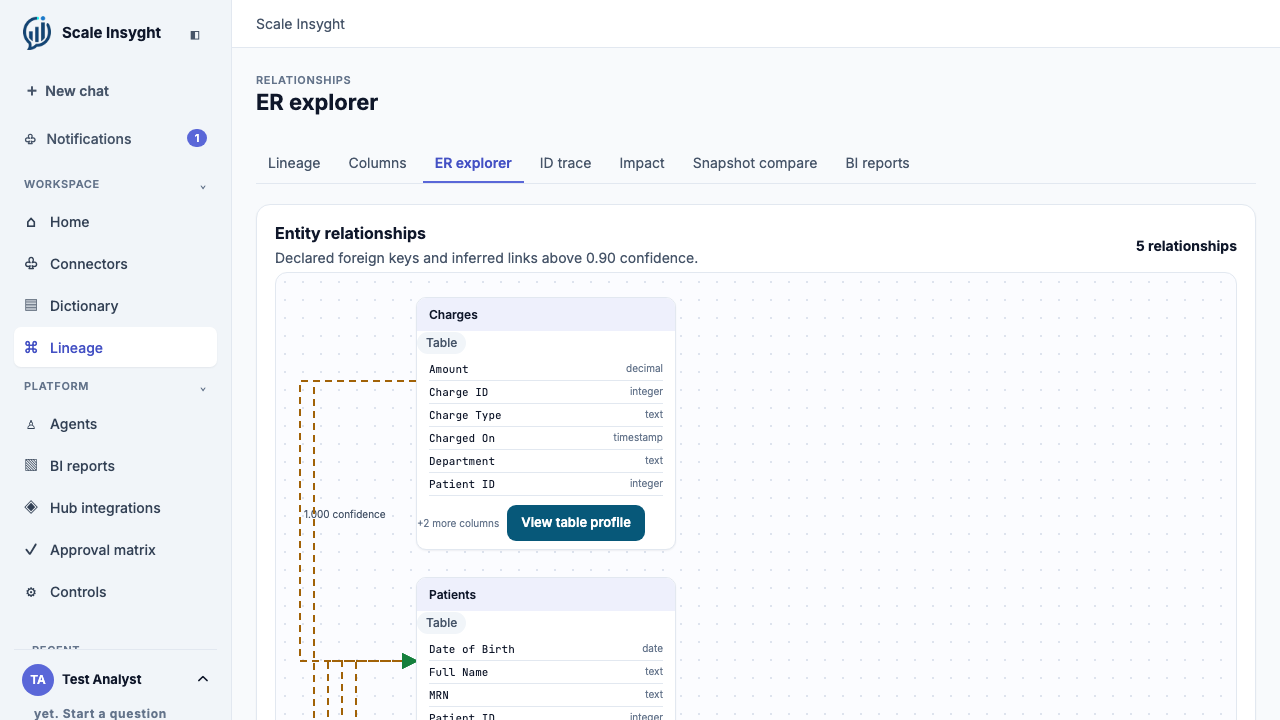 Scale Insyght
Scale Insyght
+ New chat
Notifications 1
WORKSPACE
Home
Connectors
Dictionary
Lineage
PLATFORM
Agents
BI reports
Hub integrations
Approval matrix
Controls
RECENT
TA Test Analyst
yet. Start a question
RELATIONSHIPS
ER explorer
Lineage Columns ER explorer ID trace Impact Snapshot compare BI reports
Entity relationships
Declared foreign keys and inferred links above 0.90 confidence.
5 relationships
Charges
Table
Amount decimal
Charge ID integer
Charge Type text
Charged On timestamp
Department text
Patient ID integer
+2 more columns View table profile
1.000 confidence
Patients
Table
Date of Birth date
Full Name text
MRN text
Patient ID integer